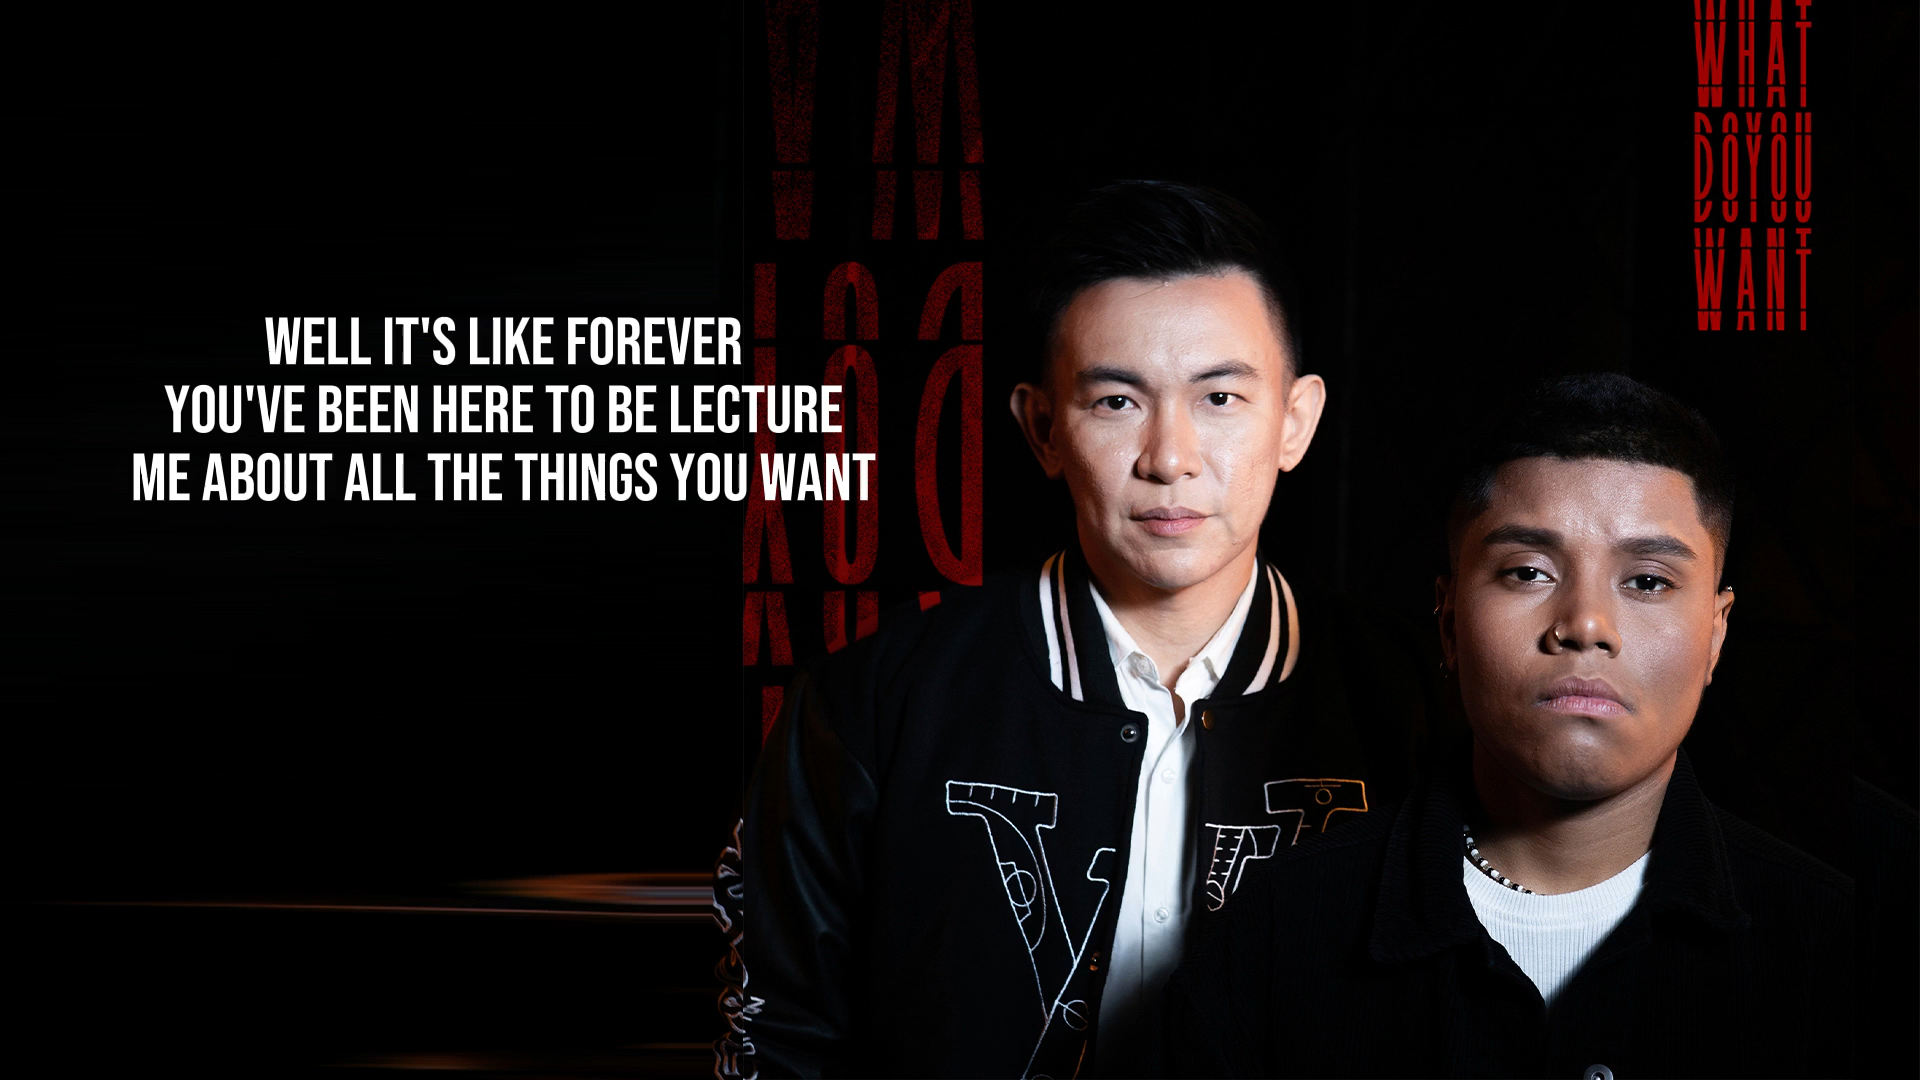 WELL IT'S LIKE FOREVER
YOU'VE BEEN HERE TO BE LECTURE
ME ABOUT ALL THE THINGS YOU WANT
WHAT
DOYOU
WANT